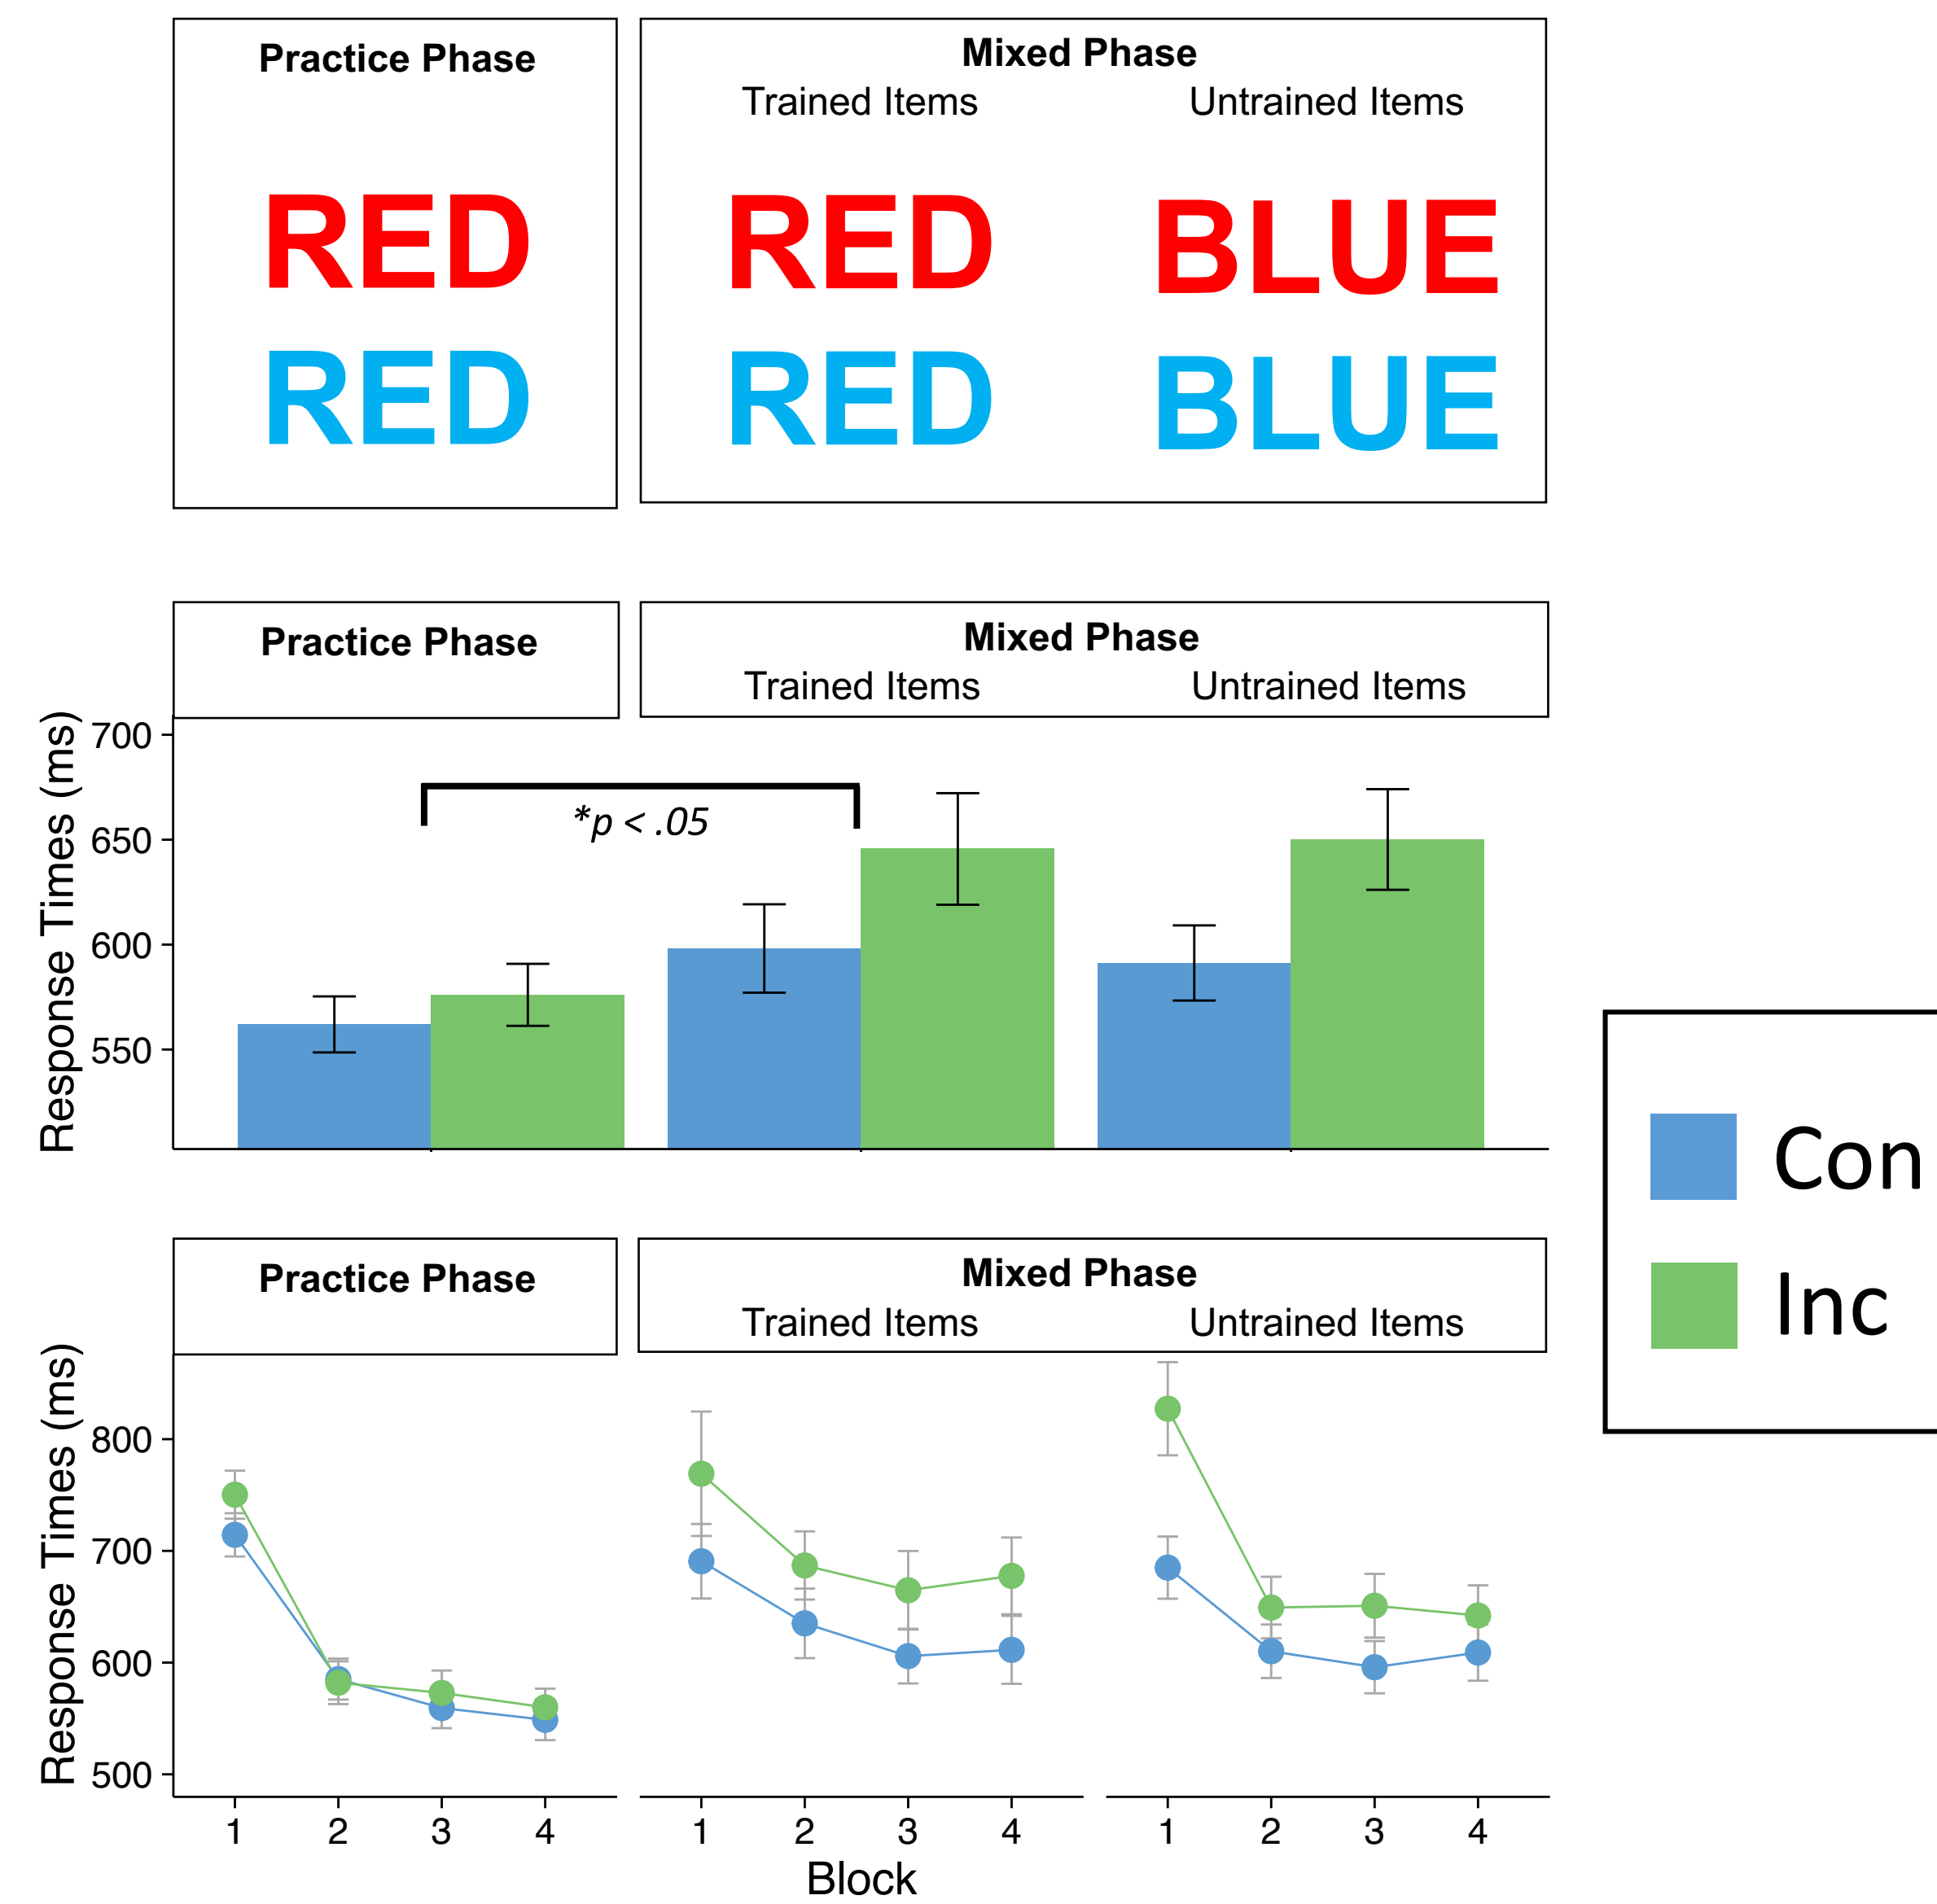 Practice Phase
Mixed Phase
Trained Items Untrained Items
RED
RED
RED BLUE
RED BLUE
Practice Phase
Mixed Phase
Trained Items Untrained Items
Response Times (ms)
700
650
600
550
*p < .05
Con
Inc
Practice Phase
Mixed Phase
Trained Items Untrained Items
Response Times (ms)
800
700
600
500
1 2 3 4 1 2 3 4 1 2 3 4
Block